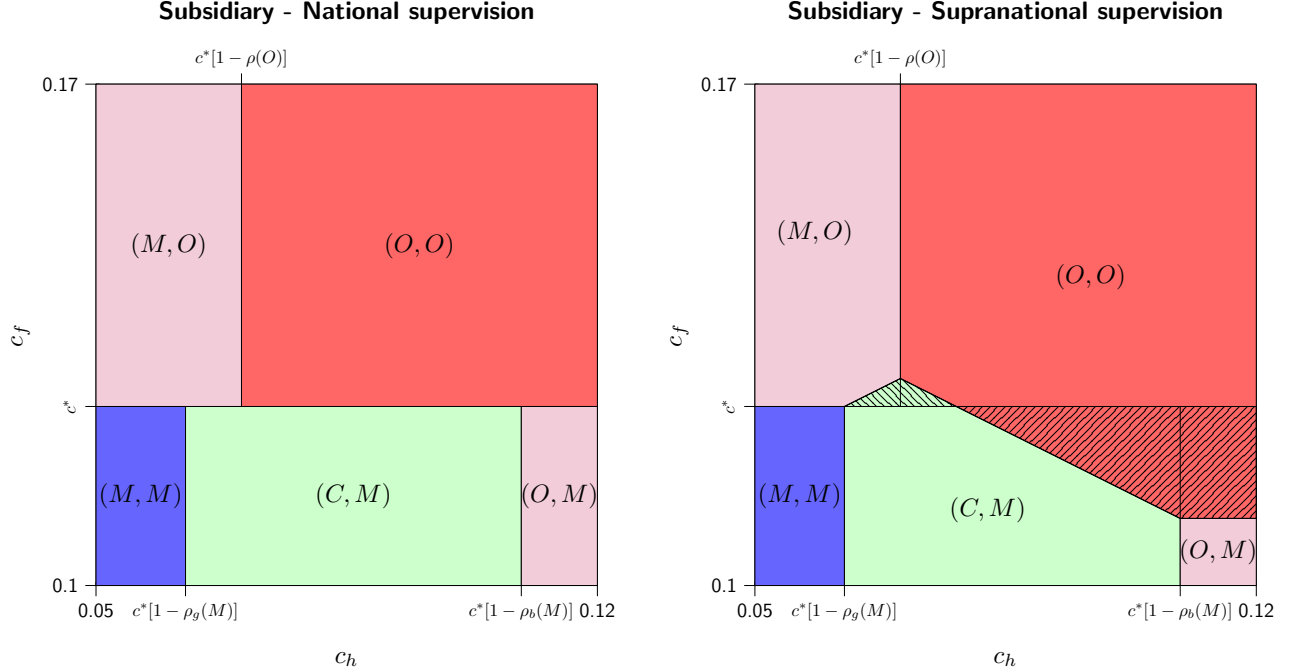 Subsidiary - National supervision
c*[1 − ρ(O)]
0.17
(M, O)
(O, O)
c_f
c*
(M, M)
(C, M)
(O, M)
0.1
0.05
c*[1 − ρ_g(M)]
c*[1 − ρ_b(M)]
0.12
c_h
Subsidiary - Supranational supervision
c*[1 − ρ(O)]
0.17
(M, O)
(O, O)
c_f
c*
(M, M)
(C, M)
(O, M)
0.1
0.05
c*[1 − ρ_g(M)]
c*[1 − ρ_b(M)]
0.12
c_h